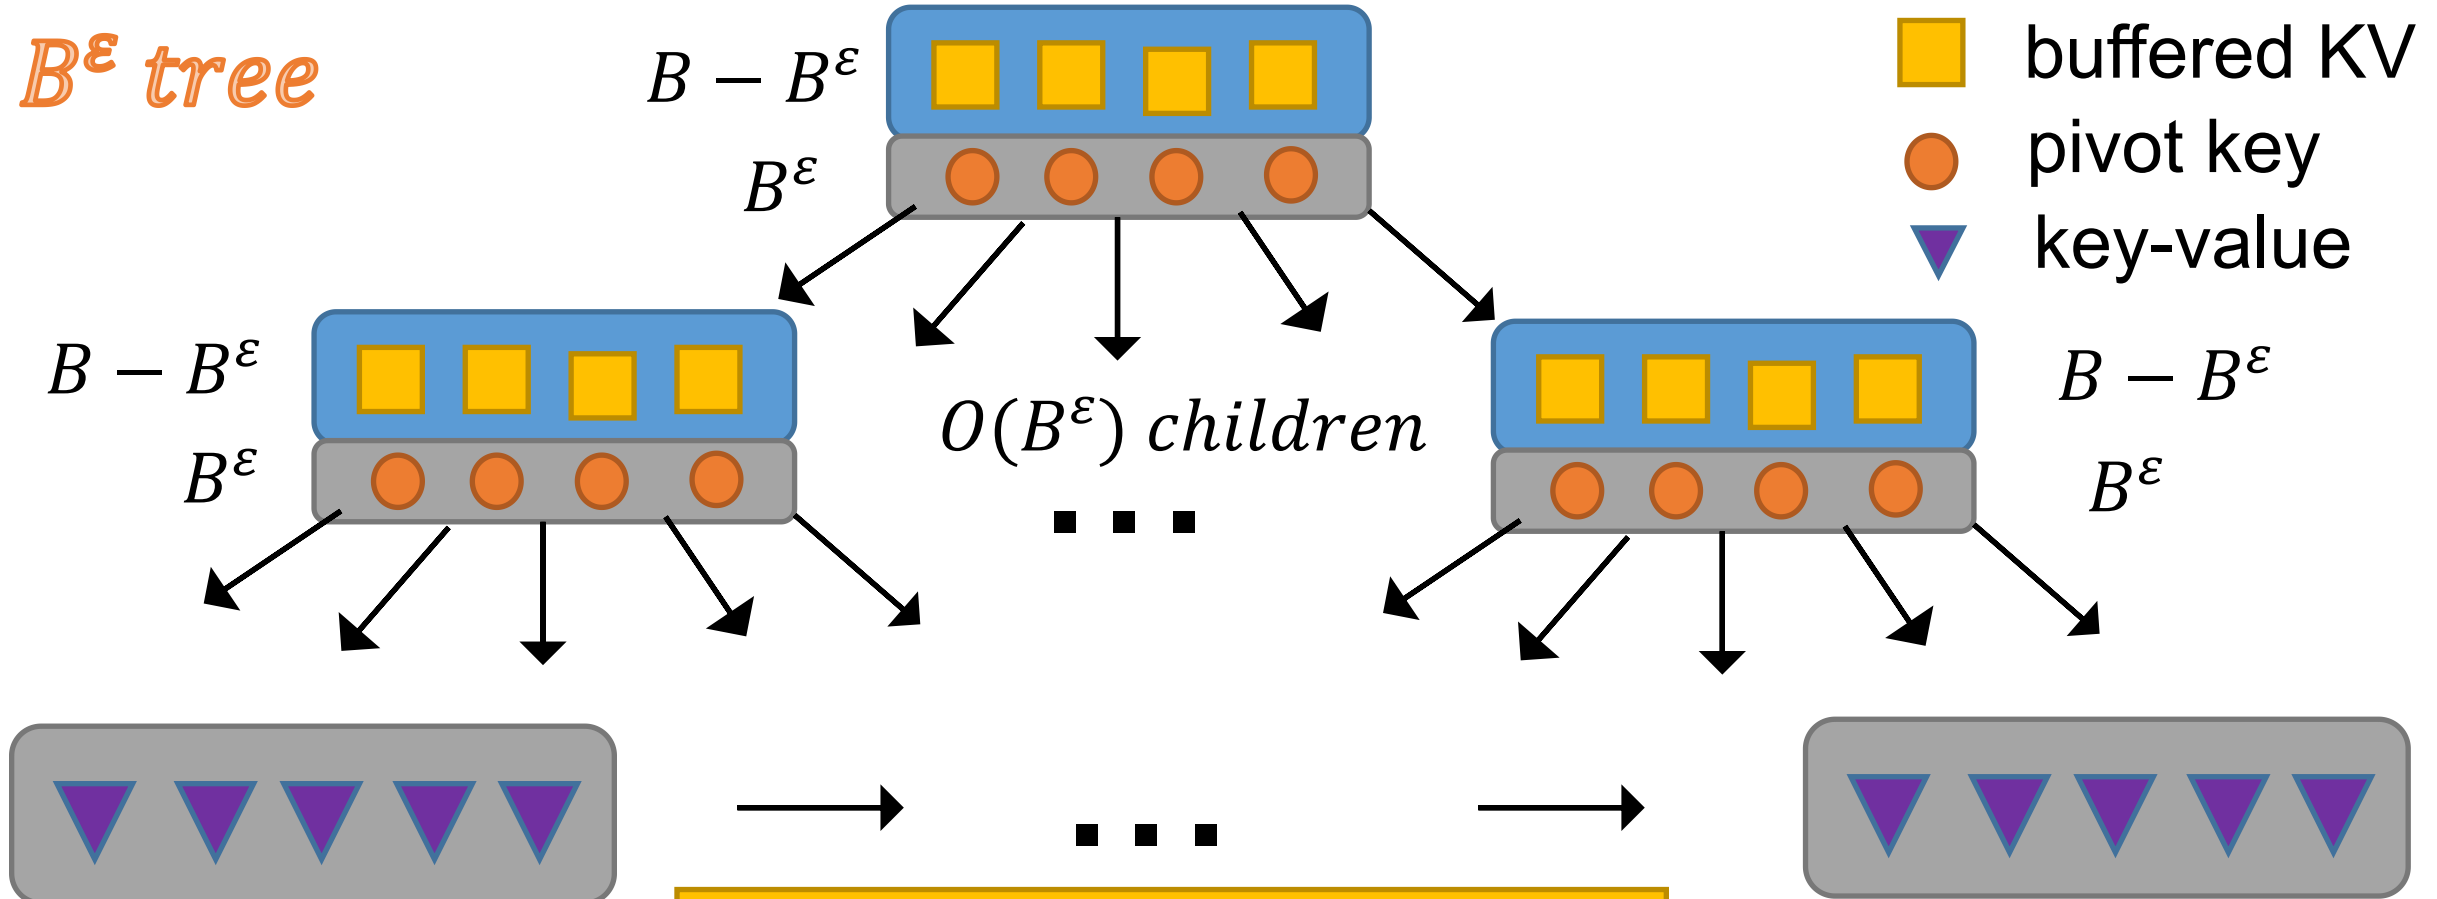 B^ε tree
B − B^ε
B^ε
buffered KV
pivot key
key-value
B − B^ε
B^ε
O(B^ε) children
B − B^ε
B^ε